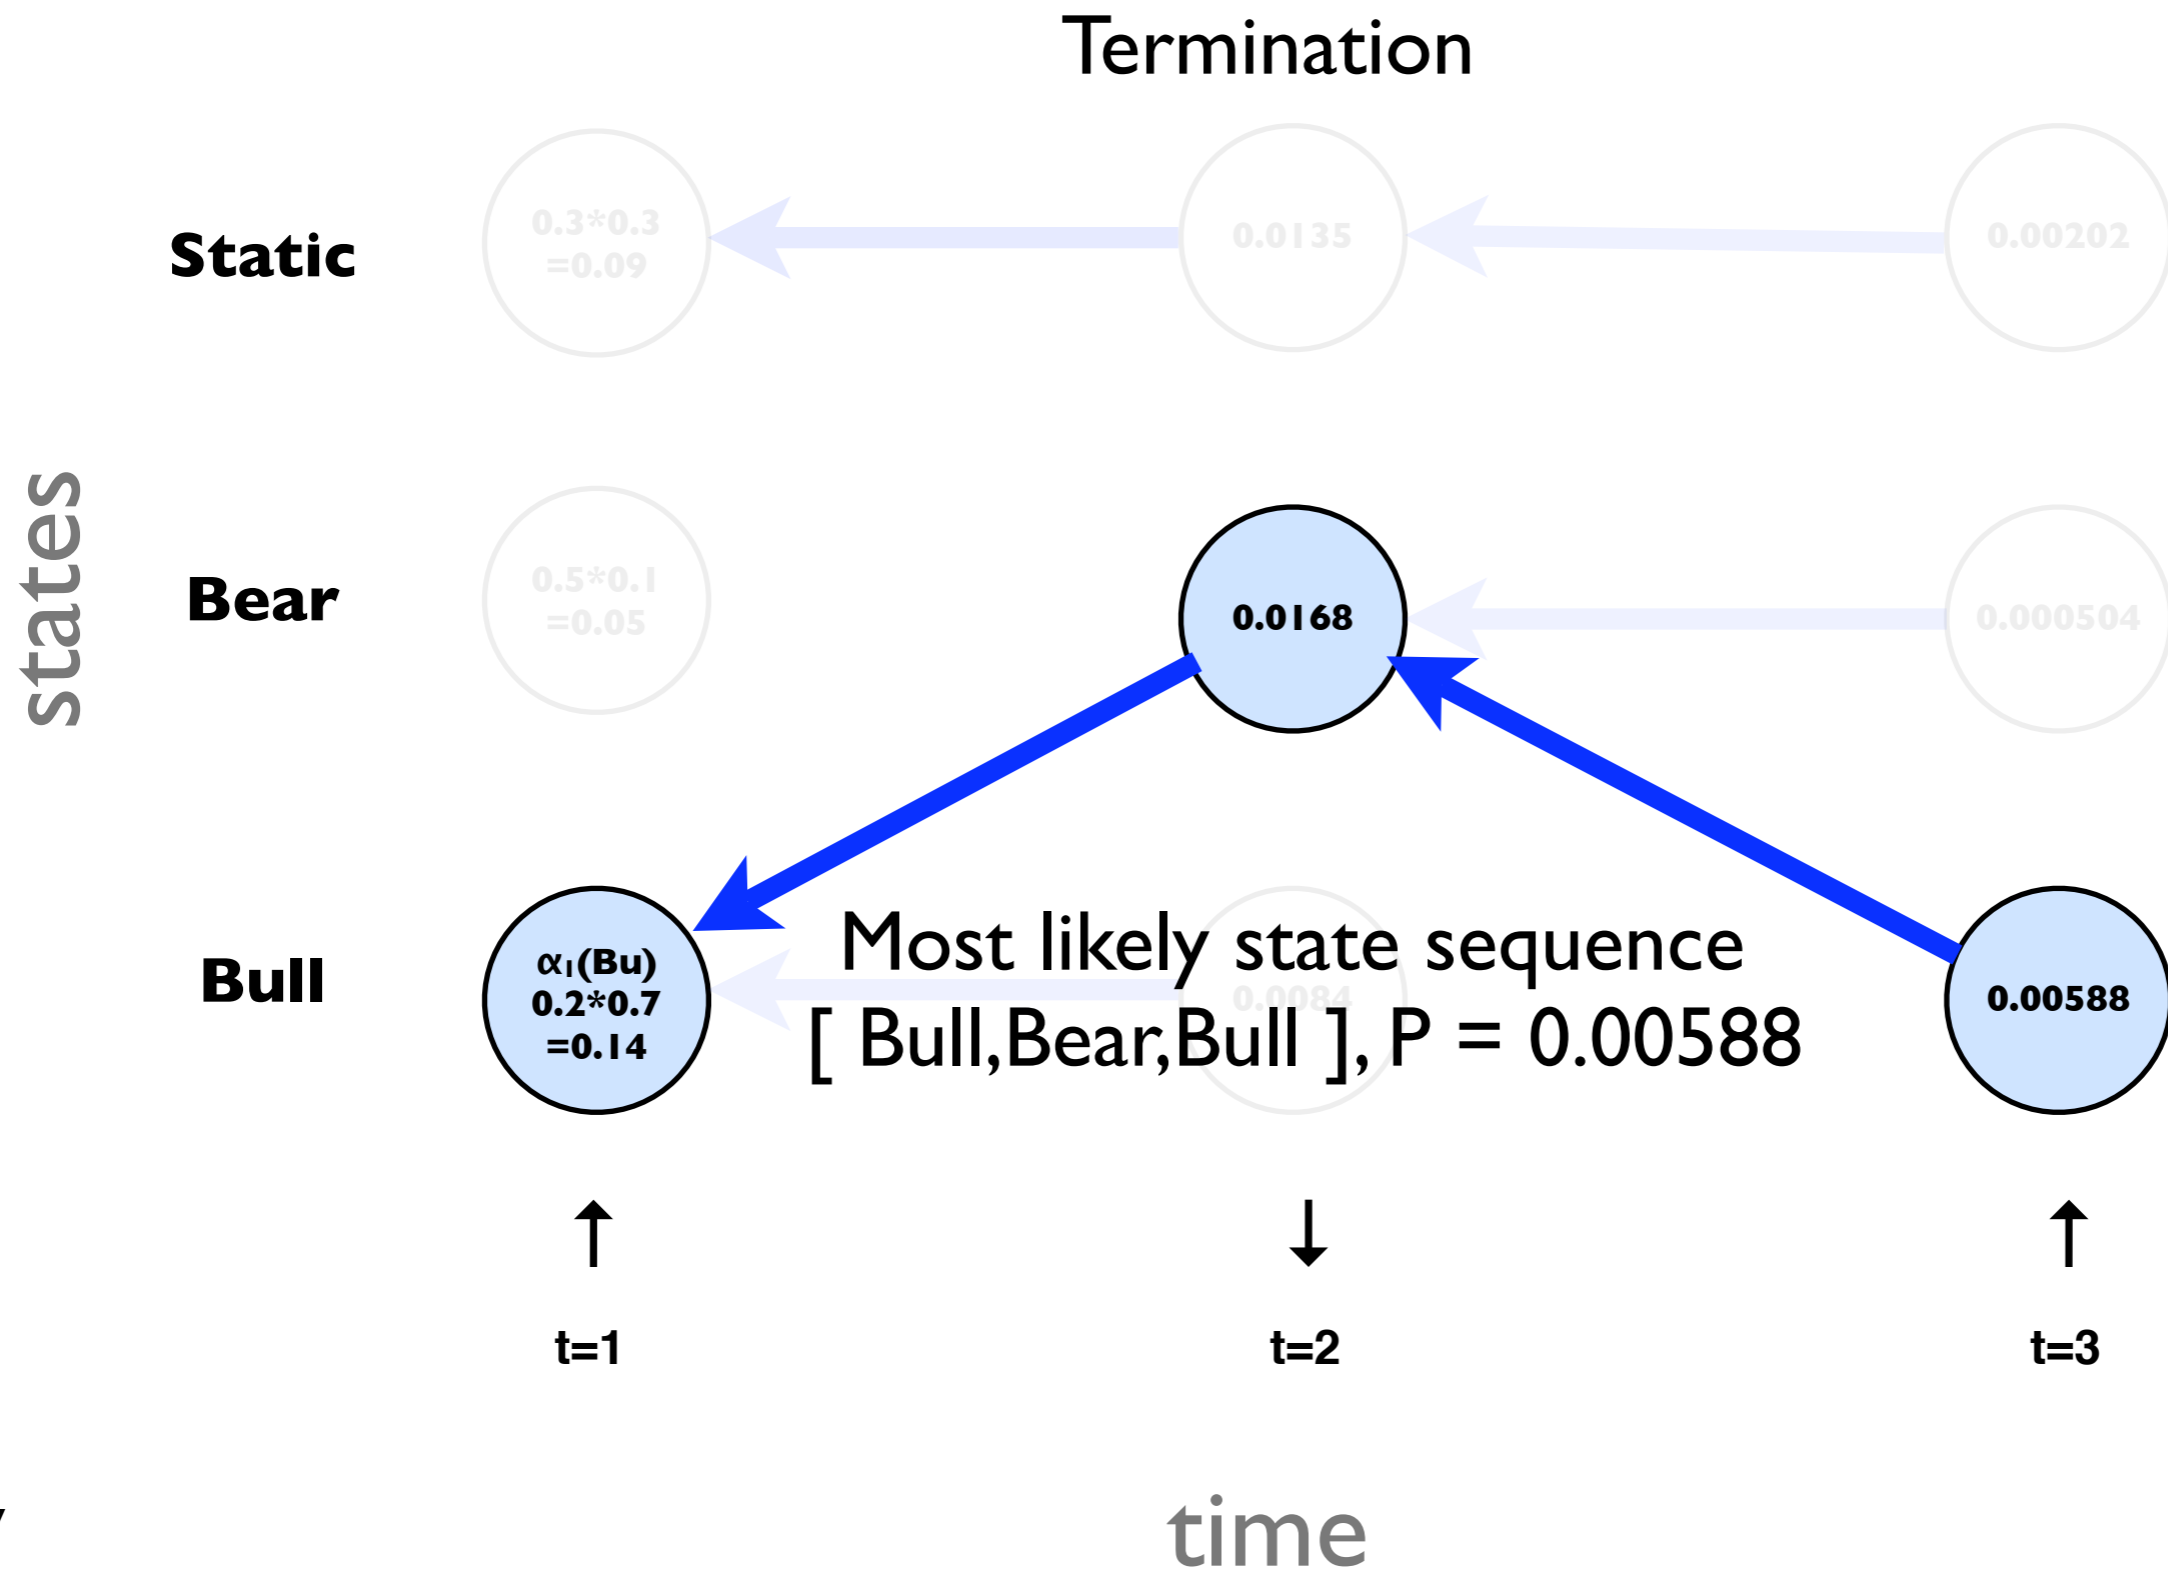 Termination
Static
0.3*0.3
=0.09
0.0135
0.00202
states
Bear
0.5*0.1
=0.05
0.0168
0.000504
Bull
α₁(Bu)
0.2*0.7
=0.14
Most likely state sequence
[ Bull,Bear,Bull ], P = 0.00588
0.0084
0.00588
↑ ↓ ↑
t=1 t=2 t=3
time